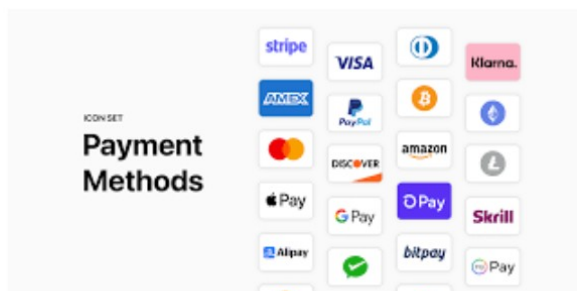 ICON SET
Payment
Methods
stripe
VISA
Klarna.
AMEX
PayPal
DISCOVER
amazon
Pay
G Pay
Pay
Skrill
Alipay
bitpay
Pay